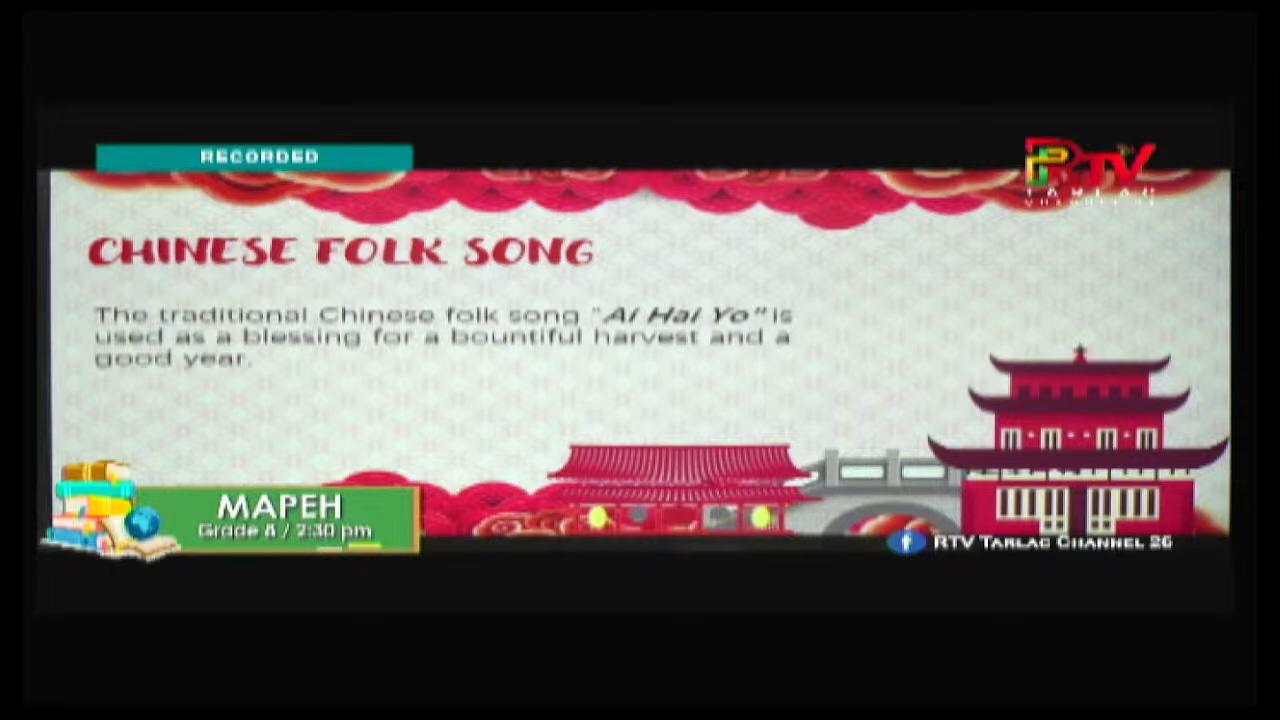 RECORDED
RTV
TARLAC
CHINESE FOLK SONG
The traditional Chinese folk song "Ai Hai Yo" is
used as a blessing for a bountiful harvest and a
good year.
MAPEH
Grade 8 / 2:30 pm
RTV TARLAC CHANNEL 26